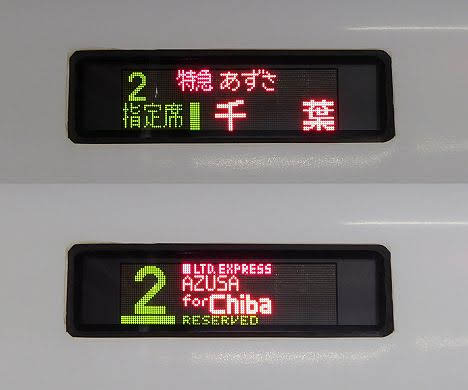 2 特急 あずさ
指定席 千葉
2 LTD. EXPRESS
AZUSA
for Chiba
RESERVED